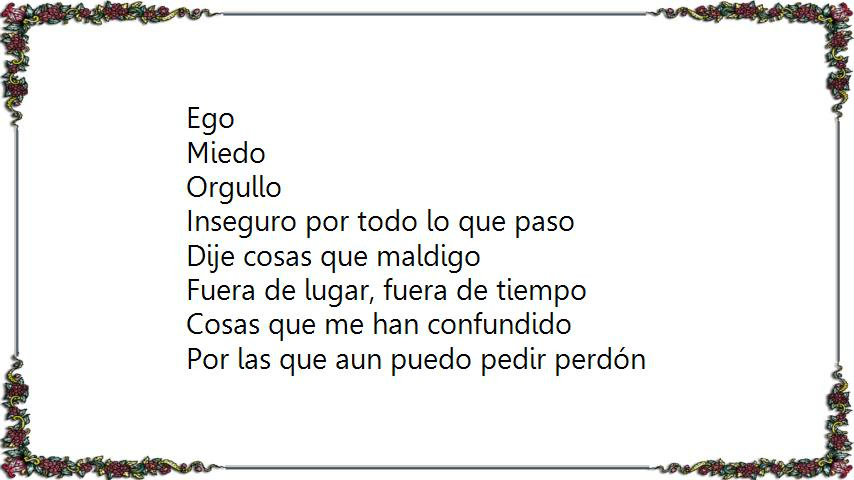 Ego
Miedo
Orgullo
Inseguro por todo lo que paso
Dije cosas que maldigo
Fuera de lugar, fuera de tiempo
Cosas que me han confundido
Por las que aun puedo pedir perdón